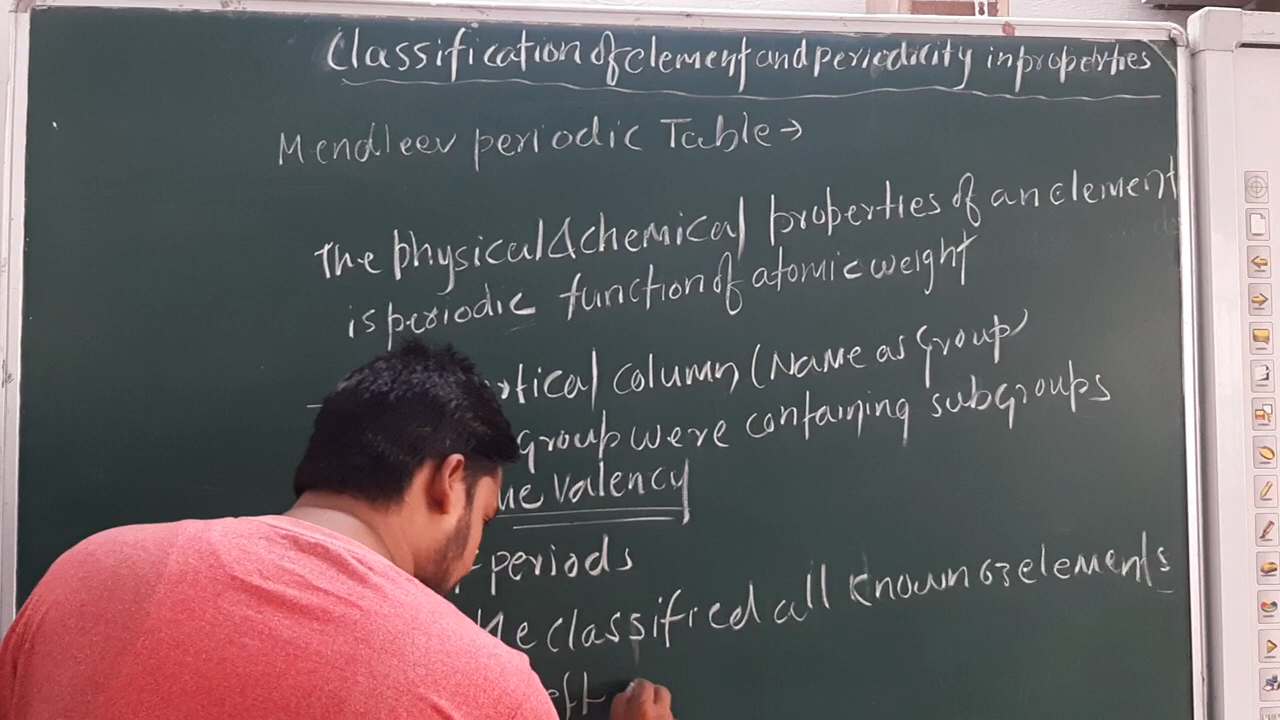 Classification of element and periodicity in properties
Mendleev periodic Table →
The physical & chemical properties of an element
is periodic function of atomic weight
column (Name as Group
group were containing subgroups
valency
periods
He classified all known 63 elements